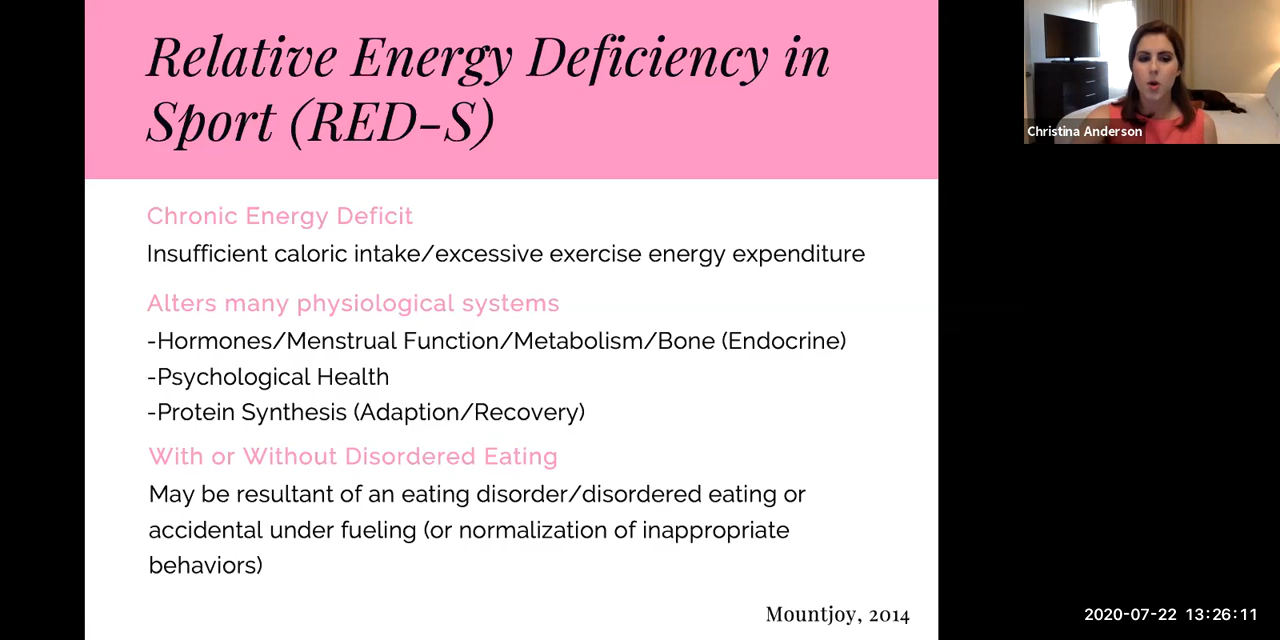 Relative Energy Deficiency in
Sport (RED-S)
Christina Anderson
Chronic Energy Deficit
Insufficient caloric intake/excessive exercise energy expenditure
Alters many physiological systems
-Hormones/Menstrual Function/Metabolism/Bone (Endocrine)
-Psychological Health
-Protein Synthesis (Adaption/Recovery)
With or Without Disordered Eating
May be resultant of an eating disorder/disordered eating or
accidental under fueling (or normalization of inappropriate
behaviors)
Mountjoy, 2014
2020-07-22 13:26:11